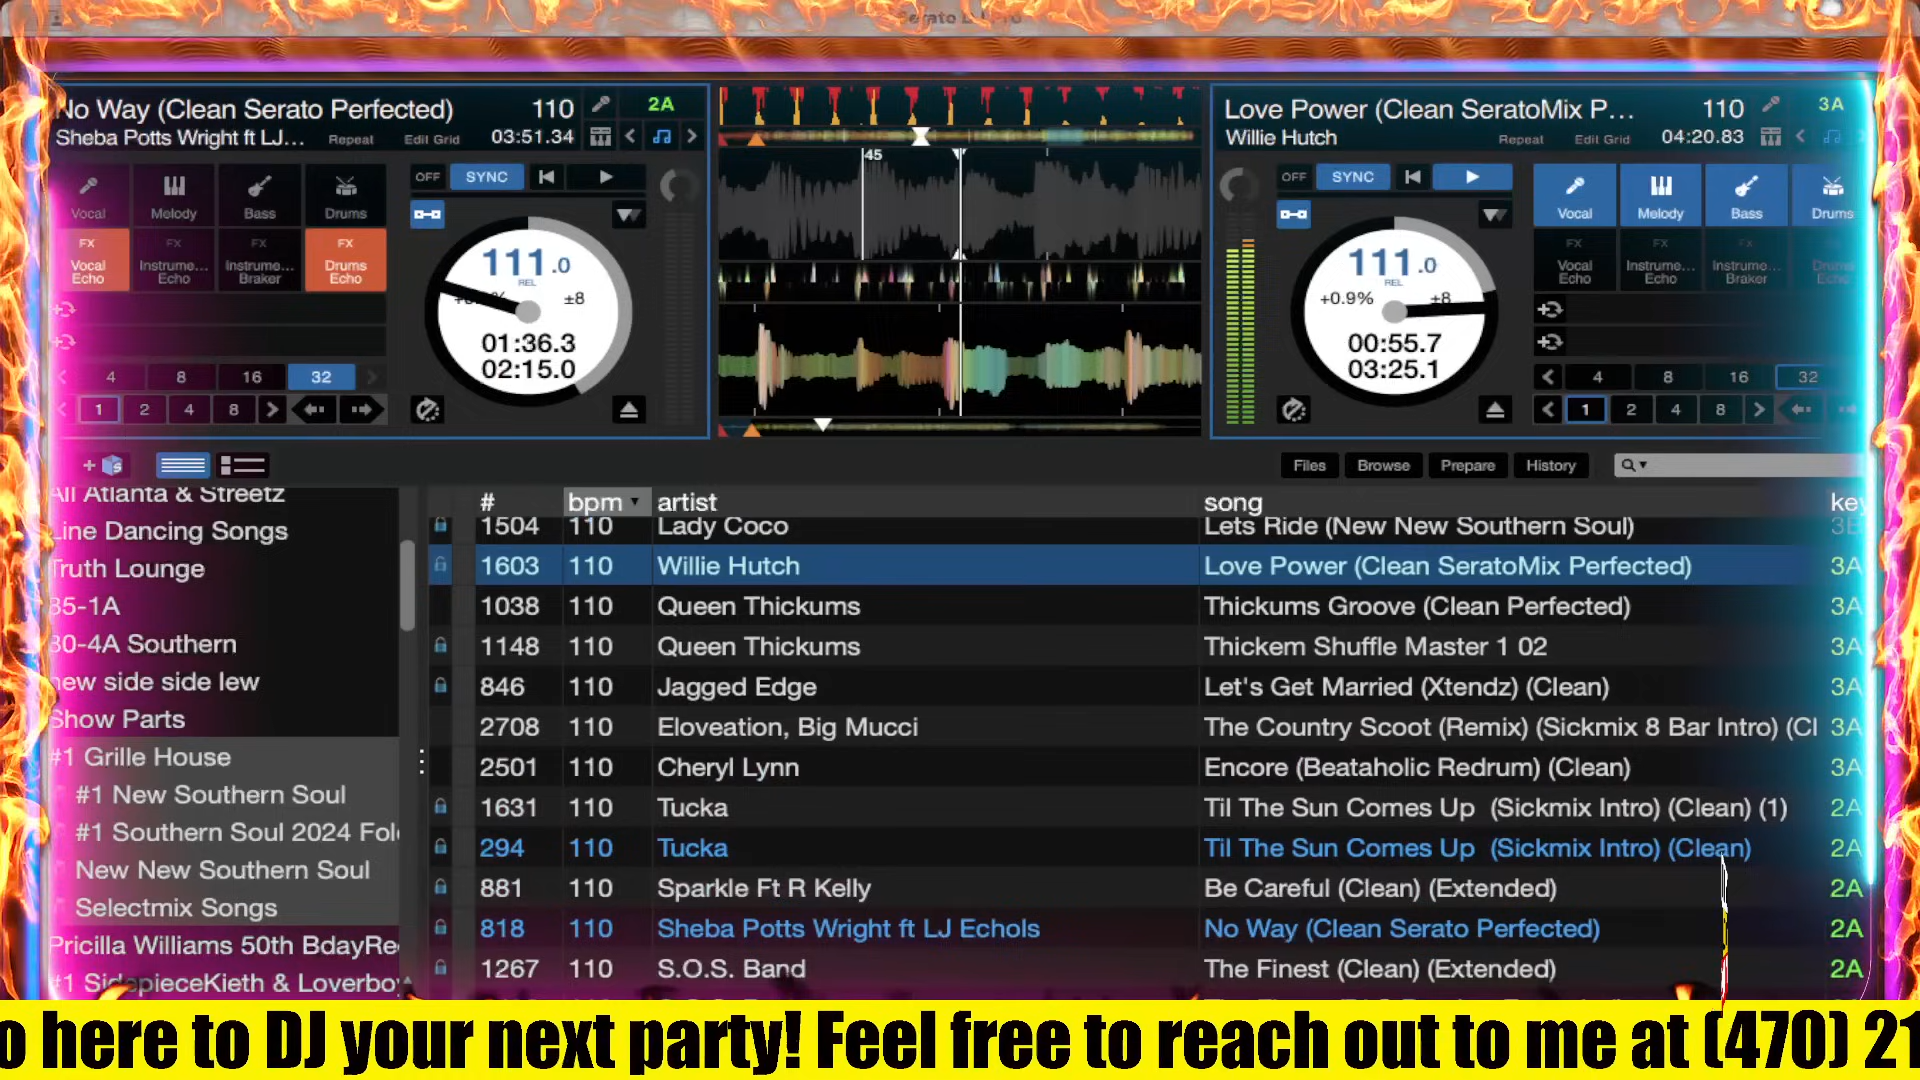 Serato DJ Pro
No Way (Clean Serato Perfected) 110 2A
Sheba Potts Wright ft LJ... Repeat Edit Grid 03:51.34
OFF SYNC
Vocal Melody Bass Drums
FX FX FX FX
Vocal Echo Instrume... Echo Instrume... Braker Drums Echo
111.0
REL
±8
01:36.3
02:15.0
4 8 16 32
1 2 4 8
45
Love Power (Clean SeratoMix P... 110 3A
Willie Hutch Repeat Edit Grid 04:20.83
OFF SYNC
Vocal Melody Bass Drums
FX FX FX FX
Vocal Echo Instrume... Echo Instrume... Braker Drums Echo
111.0
REL
+0.9% ±8
00:55.7
03:25.1
4 8 16 32
1 2 4 8
Files Browse Prepare History
All Atlanta & Streetz
Line Dancing Songs
Truth Lounge
85-1A
80-4A Southern
new side side lew
Show Parts
#1 Grille House
#1 New Southern Soul
#1 Southern Soul 2024 Fol
New New Southern Soul
Selectmix Songs
Pricilla Williams 50th BdayRe
#1 SidepieceKieth & Loverboy
# bpm artist song key
1504 110 Lady Coco Lets Ride (New New Southern Soul)
1603 110 Willie Hutch Love Power (Clean SeratoMix Perfected) 3A
1038 110 Queen Thickums Thickums Groove (Clean Perfected) 3A
1148 110 Queen Thickums Thickem Shuffle Master 1 02 3A
846 110 Jagged Edge Let's Get Married (Xtendz) (Clean) 3A
2708 110 Eloveation, Big Mucci The Country Scoot (Remix) (Sickmix 8 Bar Intro) (Cl 3A
2501 110 Cheryl Lynn Encore (Beataholic Redrum) (Clean) 3A
1631 110 Tucka Til The Sun Comes Up (Sickmix Intro) (Clean) (1) 2A
294 110 Tucka Til The Sun Comes Up (Sickmix Intro) (Clean) 2A
881 110 Sparkle Ft R Kelly Be Careful (Clean) (Extended) 2A
818 110 Sheba Potts Wright ft LJ Echols No Way (Clean Serato Perfected) 2A
1267 110 S.O.S. Band The Finest (Clean) (Extended) 2A
o here to DJ your next party! Feel free to reach out to me at (470) 21